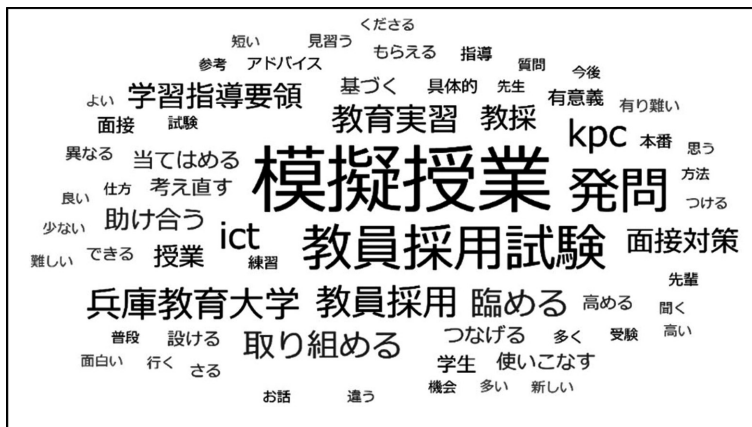 くださる
短い 見習う もらえる 指導
参考 アドバイス 質問 今後
よい 学習指導要領 基づく 具体的 先生 有意義 有り難い
面接 試験 教育実習 教採 kpc 本番 思う
異なる 当てはめる 模擬授業 発問 方法
良い 仕方 考え直す つける
少ない 助け合う ict 教員採用試験 面接対策
難しい できる 授業 練習
先輩
兵庫教育大学 教員採用 臨める 高める 聞く
普段 設ける 取り組める つなげる 多く 受験 高い
面白い 行く さる 学生 使いこなす
お話 違う 機会 多い 新しい